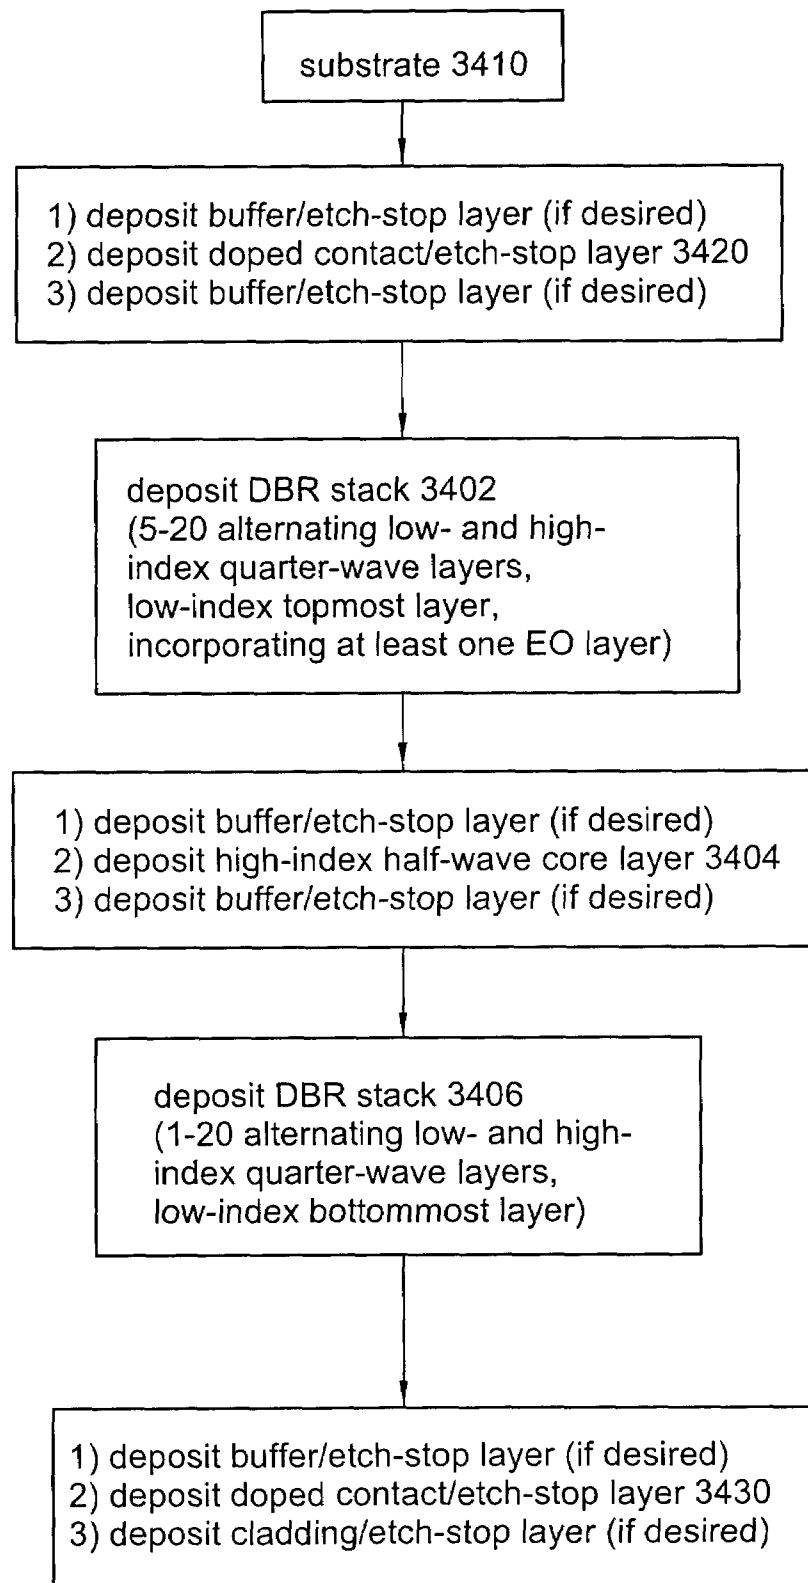 substrate 3410
1) deposit buffer/etch-stop layer (if desired)
2) deposit doped contact/etch-stop layer 3420
3) deposit buffer/etch-stop layer (if desired)
deposit DBR stack 3402
(5-20 alternating low- and high-
index quarter-wave layers,
low-index topmost layer,
incorporating at least one EO layer)
1) deposit buffer/etch-stop layer (if desired)
2) deposit high-index half-wave core layer 3404
3) deposit buffer/etch-stop layer (if desired)
deposit DBR stack 3406
(1-20 alternating low- and high-
index quarter-wave layers,
low-index bottommost layer)
1) deposit buffer/etch-stop layer (if desired)
2) deposit doped contact/etch-stop layer 3430
3) deposit cladding/etch-stop layer (if desired)